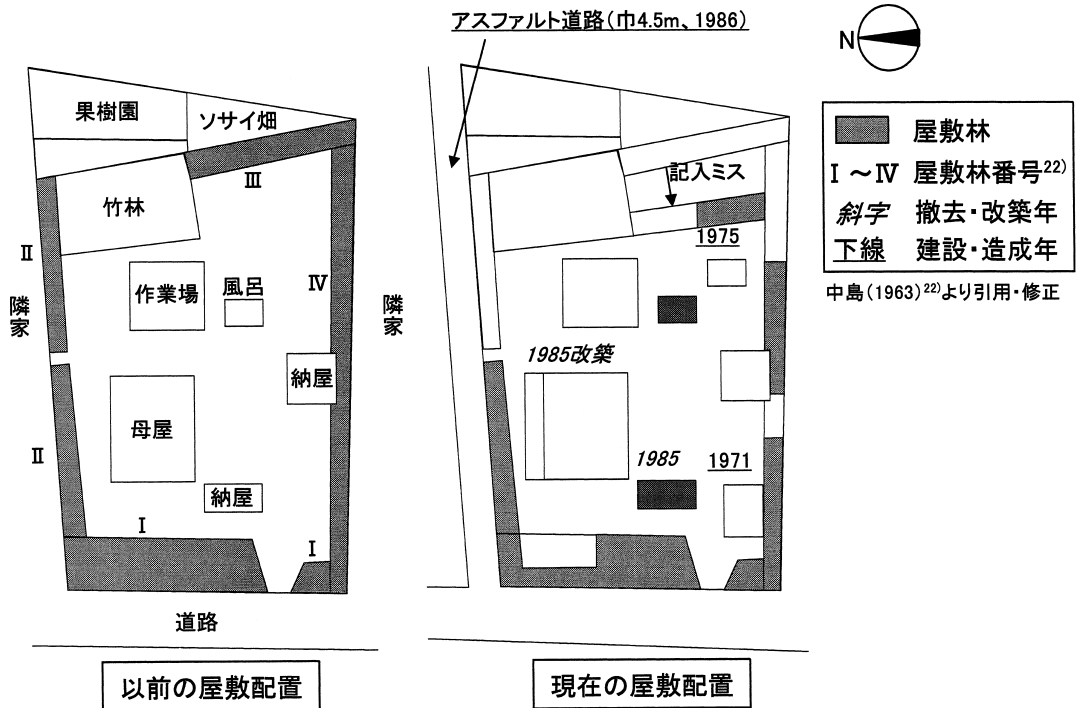 アスファルト道路(巾4.5m、1986)
N
果樹園
ソサイ畑
Ⅲ
竹林
Ⅱ
隣家
作業場
風呂
Ⅳ
隣家
納屋
母屋
Ⅱ
納屋
Ⅰ
Ⅰ
道路
以前の屋敷配置
記入ミス
1975
1985改築
1985
1971
現在の屋敷配置
屋敷林
Ⅰ～Ⅳ 屋敷林番号22)
斜字 撤去・改築年
下線 建設・造成年
中島(1963)22)より引用・修正